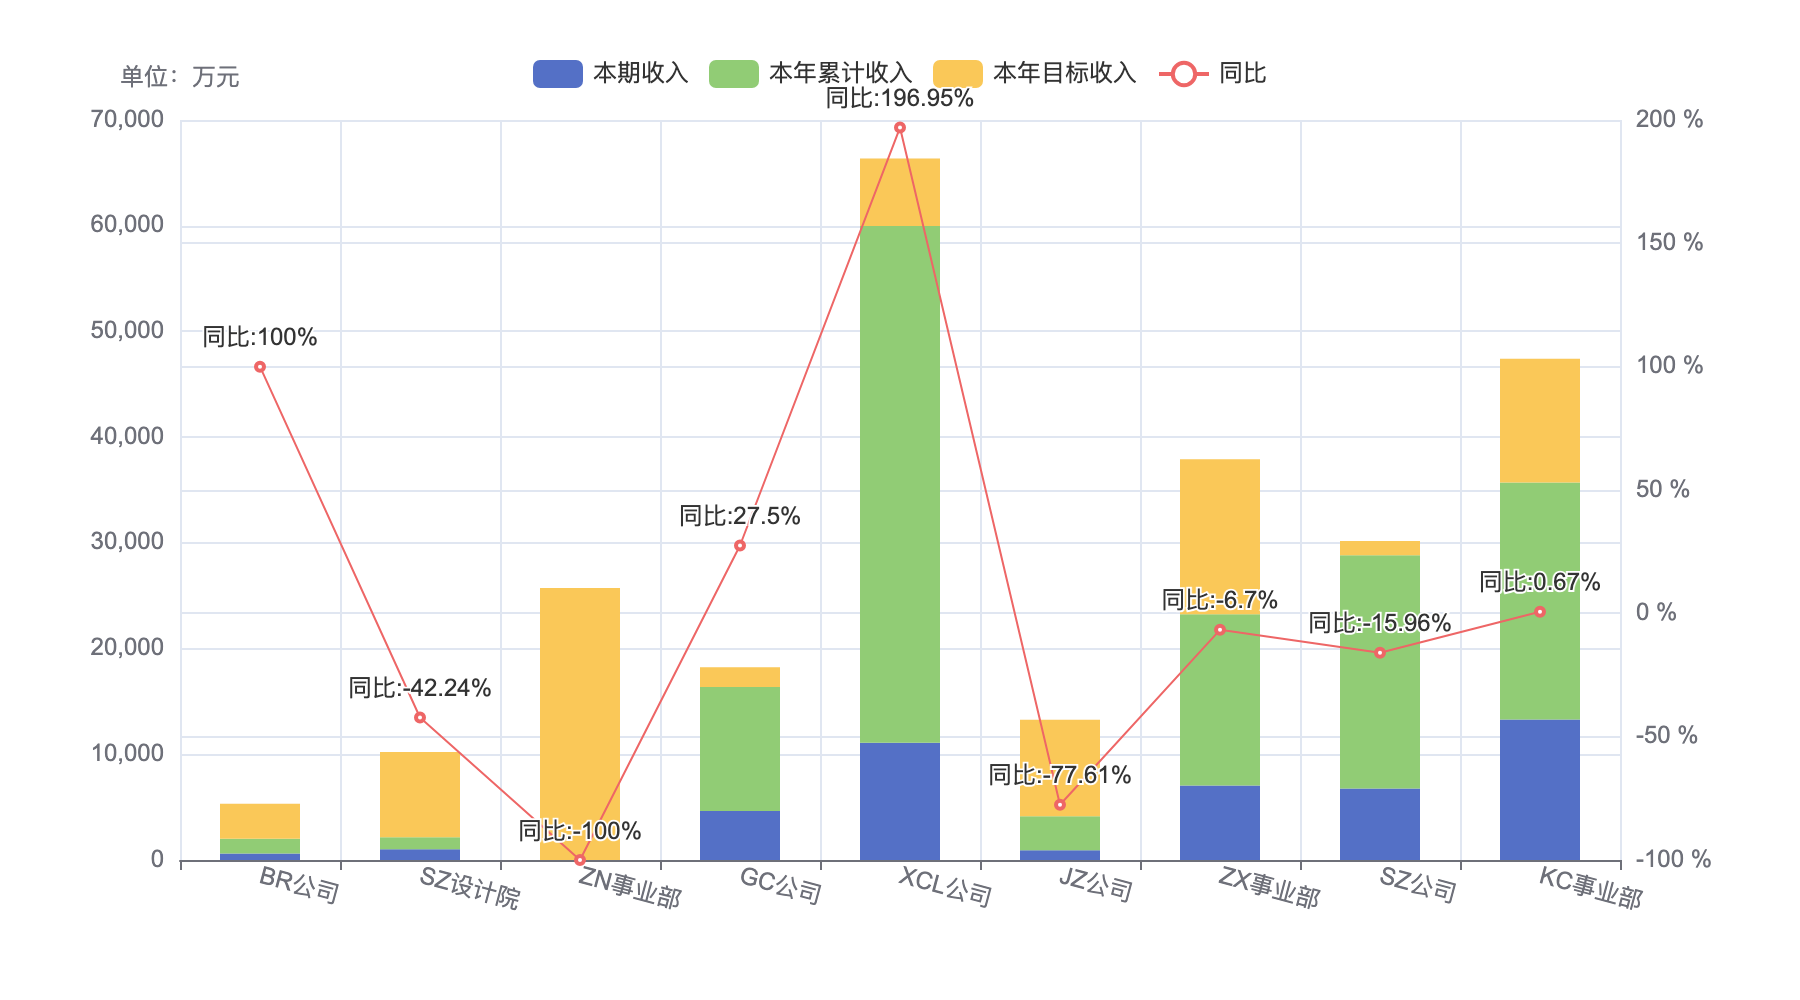 单位：万元
本期收入 本年累计收入 本年目标收入 同比
同比:196.95%
70,000
200 %
60,000
150 %
50,000
同比:100%
100 %
40,000
50 %
同比:27.5%
30,000
同比:0.67%
同比:-6.7%
0 %
同比:-15.96%
20,000
同比:-42.24%
-50 %
10,000
同比:-77.61%
同比:-100%
0
-100 %
BR公司 SZ设计院 ZN事业部 GC公司 XCL公司 JZ公司 ZX事业部 SZ公司 KC事业部